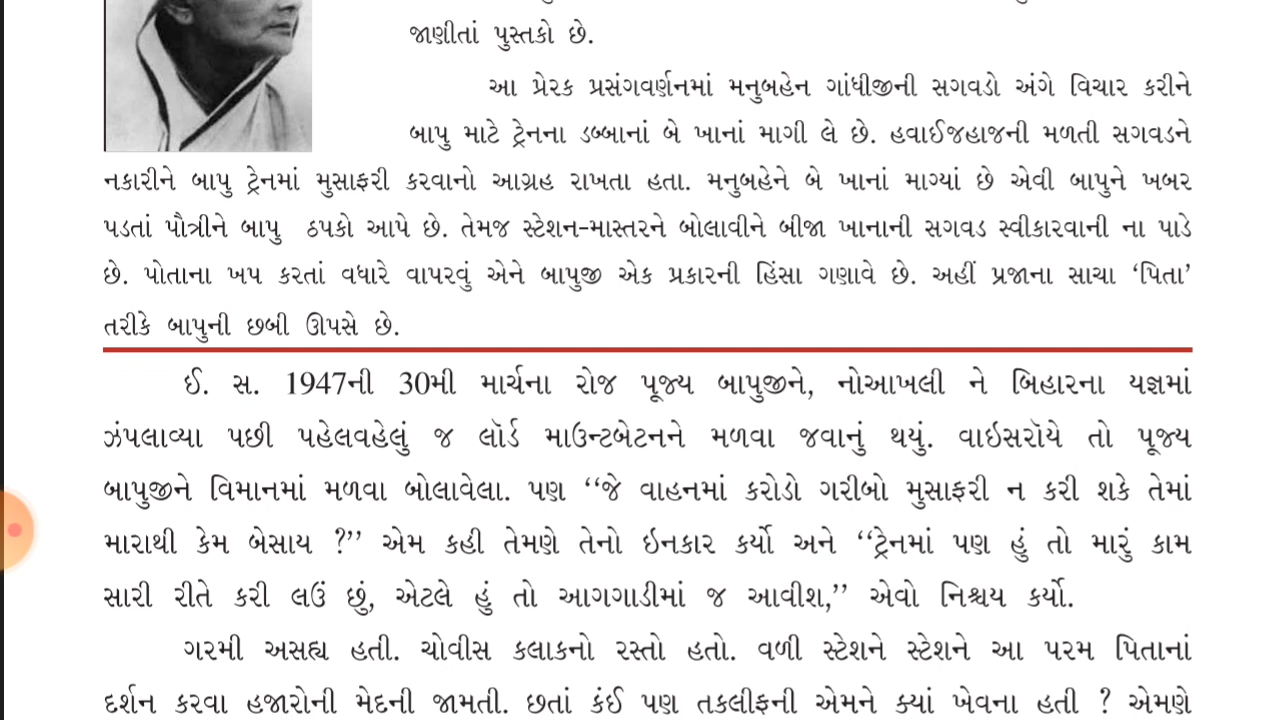 જાણીતાં પુસ્તકો છે.
આ પ્રેરક પ્રસંગવર્ણનમાં મનુબહેન ગાંધીજીની સગવડો અંગે વિચાર કરીને
બાપુ માટે ટ્રેનના ડબ્બાનાં બે ખાનાં માગી લે છે. હવાઈજહાજની મળતી સગવડને
નકારીને બાપુ ટ્રેનમાં મુસાફરી કરવાનો આગ્રહ રાખતા હતા. મનુબહેને બે ખાનાં માગ્યાં છે એવી બાપુને ખબર
પડતાં પૌત્રીને બાપુ ઠપકો આપે છે. તેમજ સ્ટેશન-માસ્તરને બોલાવીને બીજા ખાનાની સગવડ સ્વીકારવાની ના પાડે
છે. પોતાના ખપ કરતાં વધારે વાપરવું એને બાપુજી એક પ્રકારની હિંસા ગણાવે છે. અહીં પ્રજાના સાચા ‘પિતા’
તરીકે બાપુની છબી ઊપસે છે.
ઈ. સ. 1947ની 30મી માર્ચના રોજ પૂજ્ય બાપુજીને, નોઆખલી ને બિહારના યજ્ઞમાં
ઝંપલાવ્યા પછી પહેલવહેલું જ લૉર્ડ માઉન્ટબેટનને મળવા જવાનું થયું. વાઇસરૉયે તો પૂજ્ય
બાપુજીને વિમાનમાં મળવા બોલાવેલા. પણ ‘‘જે વાહનમાં કરોડો ગરીબો મુસાફરી ન કરી શકે તેમાં
મારાથી કેમ બેસાય ?’’ એમ કહી તેમણે તેનો ઇનકાર કર્યો અને ‘‘ટ્રેનમાં પણ હું તો મારું કામ
સારી રીતે કરી લઉં છું, એટલે હું તો આગગાડીમાં જ આવીશ,’’ એવો નિશ્ચય કર્યો.
ગરમી અસહ્ય હતી. ચોવીસ કલાકનો રસ્તો હતો. વળી સ્ટેશને સ્ટેશને આ પરમ પિતાનાં
દર્શન કરવા હજારોની મેદની જામતી. છતાં કંઈ પણ તકલીફની એમને ક્યાં ખેવના હતી ? એમણે